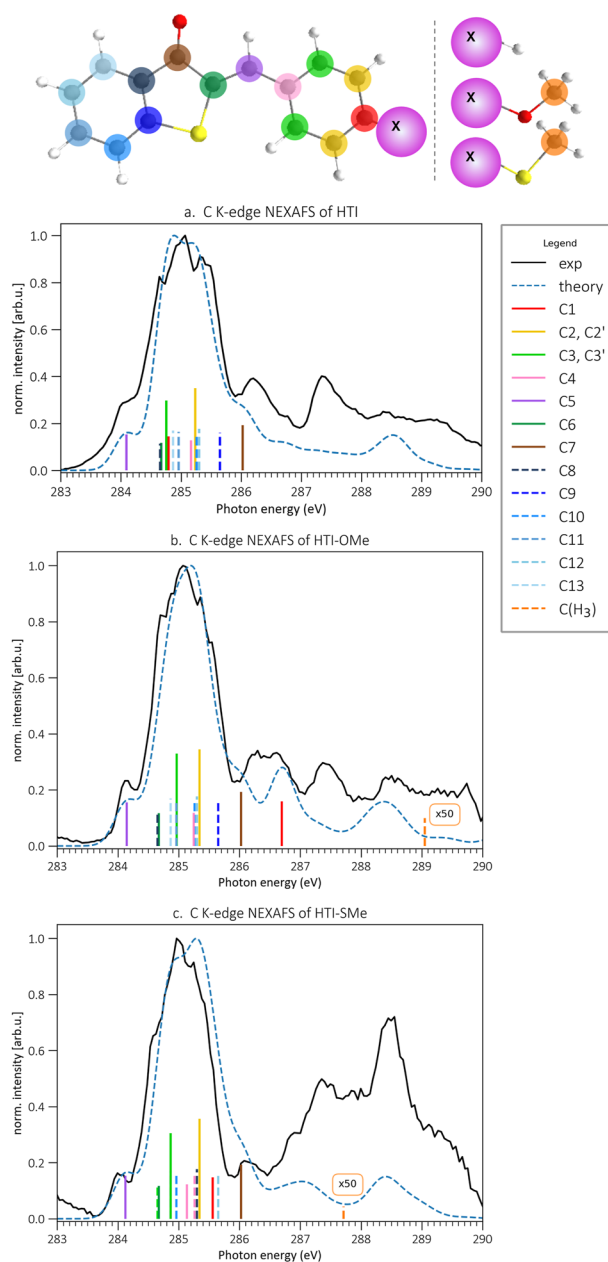 X X
X
X
X
a. C K-edge NEXAFS of HTI
norm. intensity [arb.u.]
1.0
0.8
0.6
0.4
0.2
0.0
283 284 285 286 287 288 289 290
Photon energy (eV)
Legend
exp
theory
C1
C2, C2'
C3, C3'
C4
C5
C6
C7
C8
C9
C10
C11
C12
C13
C(H₃)
b. C K-edge NEXAFS of HTI-OMe
norm. intensity [arb.u.]
1.0
0.8
0.6
0.4
0.2
0.0
x50
283 284 285 286 287 288 289 290
Photon energy (eV)
c. C K-edge NEXAFS of HTI-SMe
norm. intensity [arb.u.]
1.0
0.8
0.6
0.4
0.2
0.0
x50
283 284 285 286 287 288 289 290
Photon energy (eV)